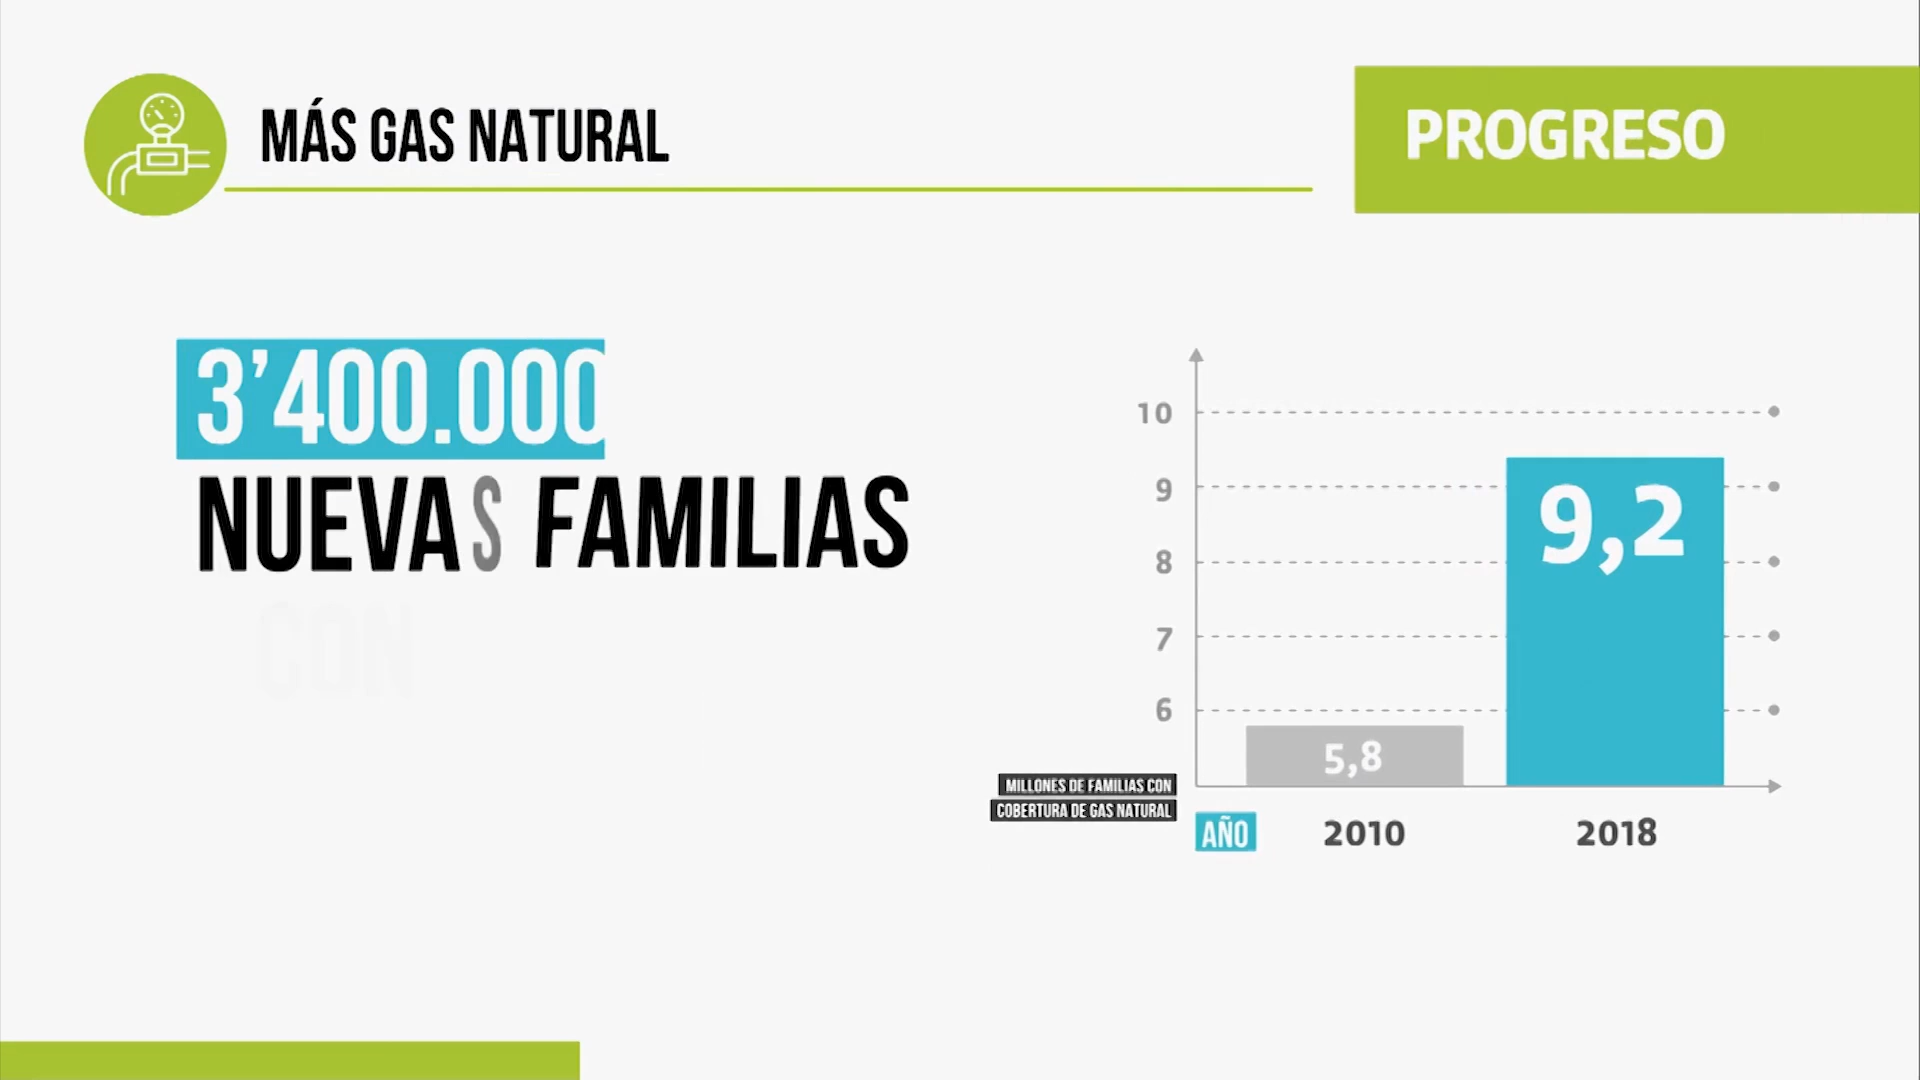 MÁS GAS NATURAL
PROGRESO
3’400.000
NUEVAS FAMILIAS
CON
10
9
8
7
6
9,2
5,8
MILLONES DE FAMILIAS CON
COBERTURA DE GAS NATURAL
AÑO 2010 2018